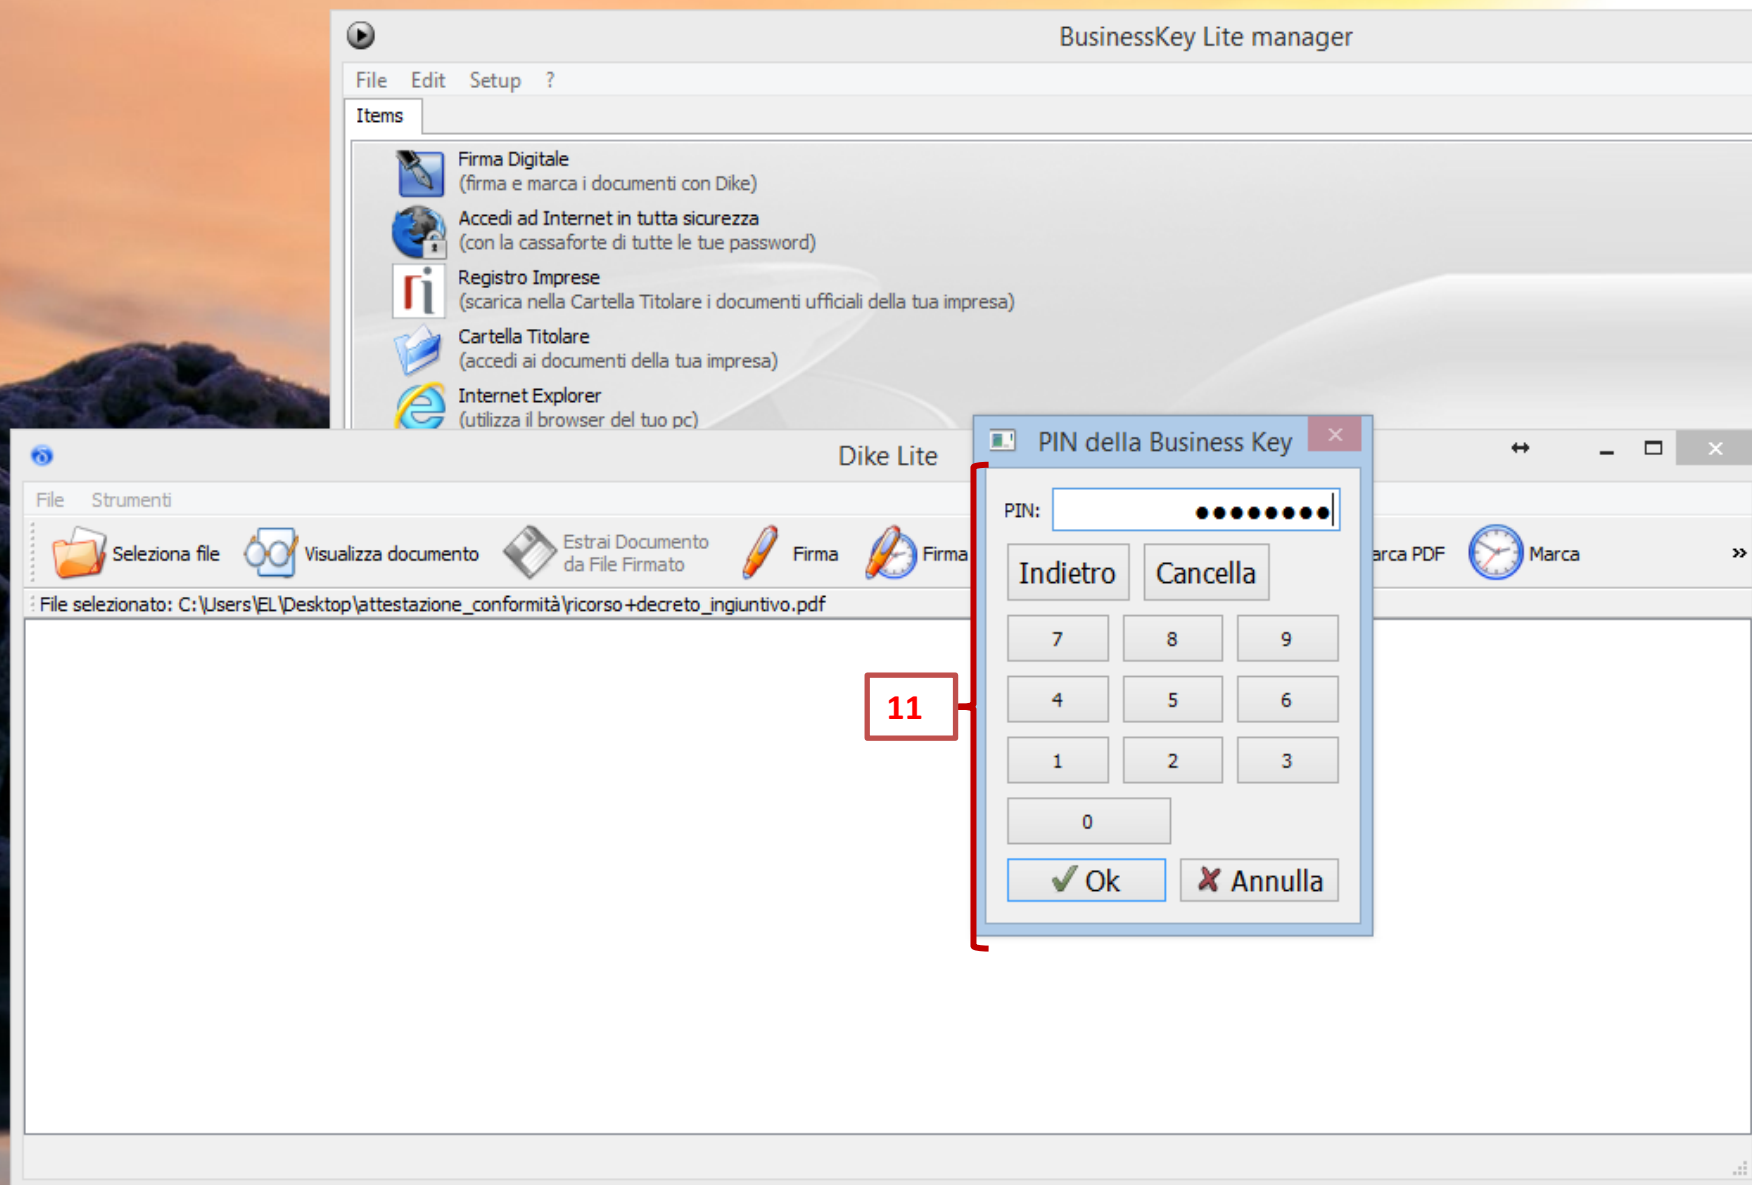 BusinessKey Lite manager
File Edit Setup ?
Items
Firma Digitale
(firma e marca i documenti con Dike)
Accedi ad Internet in tutta sicurezza
(con la cassaforte di tutte le tue password)
Registro Imprese
(scarica nella Cartella Titolare i documenti ufficiali della tua impresa)
Cartella Titolare
(accedi ai documenti della tua impresa)
Internet Explorer
(utilizza il browser del tuo pc)
Dike Lite
File Strumenti
Seleziona file
Visualizza documento
Estrai Documento
da File Firmato
Firma
Firma
arca PDF
Marca
»
File selezionato: C:\Users\EL\Desktop\attestazione_conformità\ricorso+decreto_ingiuntivo.pdf
PIN della Business Key
PIN: ●●●●●●●●
Indietro Cancella
7 8 9
4 5 6
1 2 3
0
Ok Annulla
11